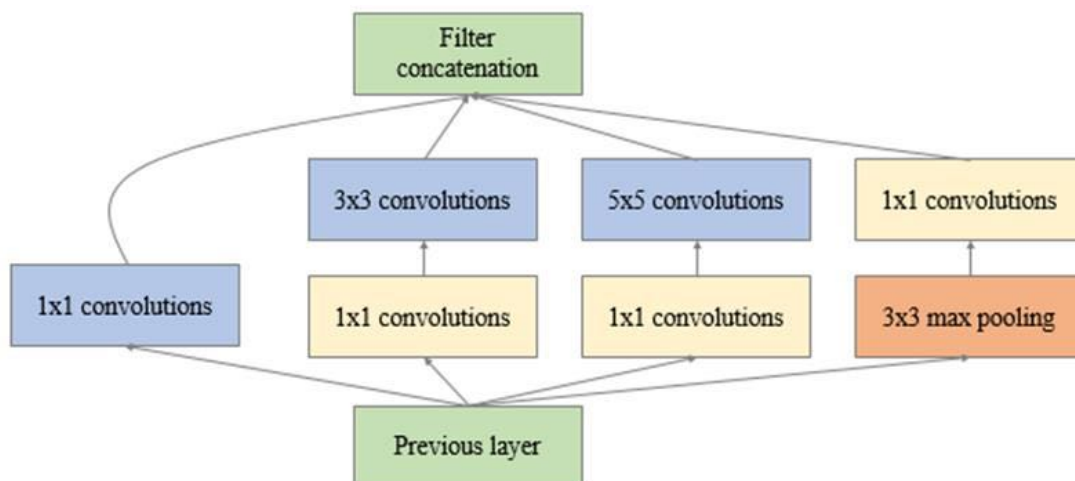 Filter
concatenation
3x3 convolutions
5x5 convolutions
1x1 convolutions
1x1 convolutions
1x1 convolutions
1x1 convolutions
3x3 max pooling
Previous layer